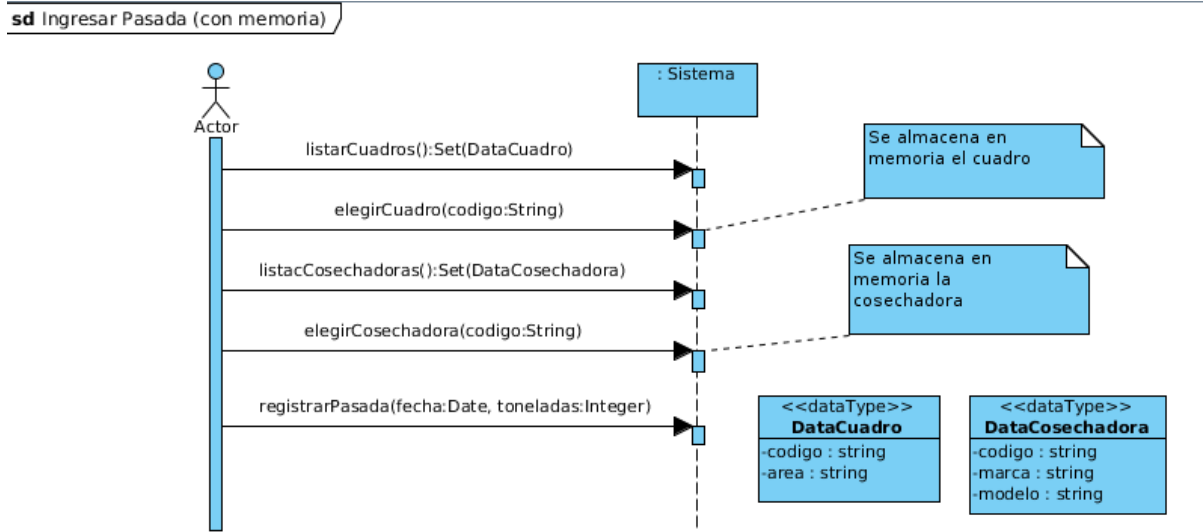 sd Ingresar Pasada (con memoria)
: Sistema
Actor
listarCuadros():Set(DataCuadro)
Se almacena en
memoria el cuadro
elegirCuadro(codigo:String)
listacCosechadoras():Set(DataCosechadora)
Se almacena en
memoria la
cosechadora
elegirCosechadora(codigo:String)
registrarPasada(fecha:Date, toneladas:Integer)
<<dataType>>
DataCuadro
-codigo : string
-area : string
<<dataType>>
DataCosechadora
-codigo : string
-marca : string
-modelo : string